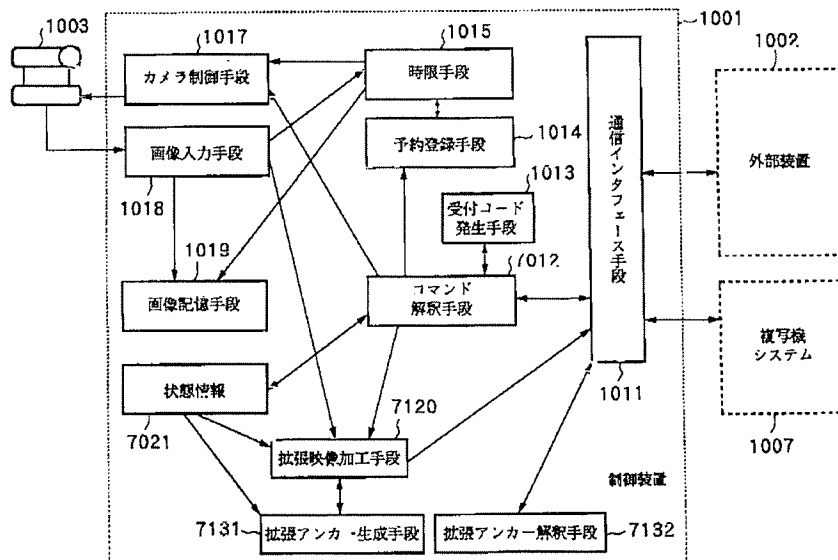 1003
1017
1015
1001
1002
カメラ制御手段
時限手段
予約登録手段
1014
画像入力手段
1018
1013
受付コード
発生手段
通信インタフェース手段
外部装置
1019
画像記憶手段
7012
コマンド
解釈手段
複写機
システム
1011
1007
状態情報
7021
7120
拡張映像加工手段
制御装置
7131
拡張アンカー生成手段
拡張アンカー解釈手段
7132